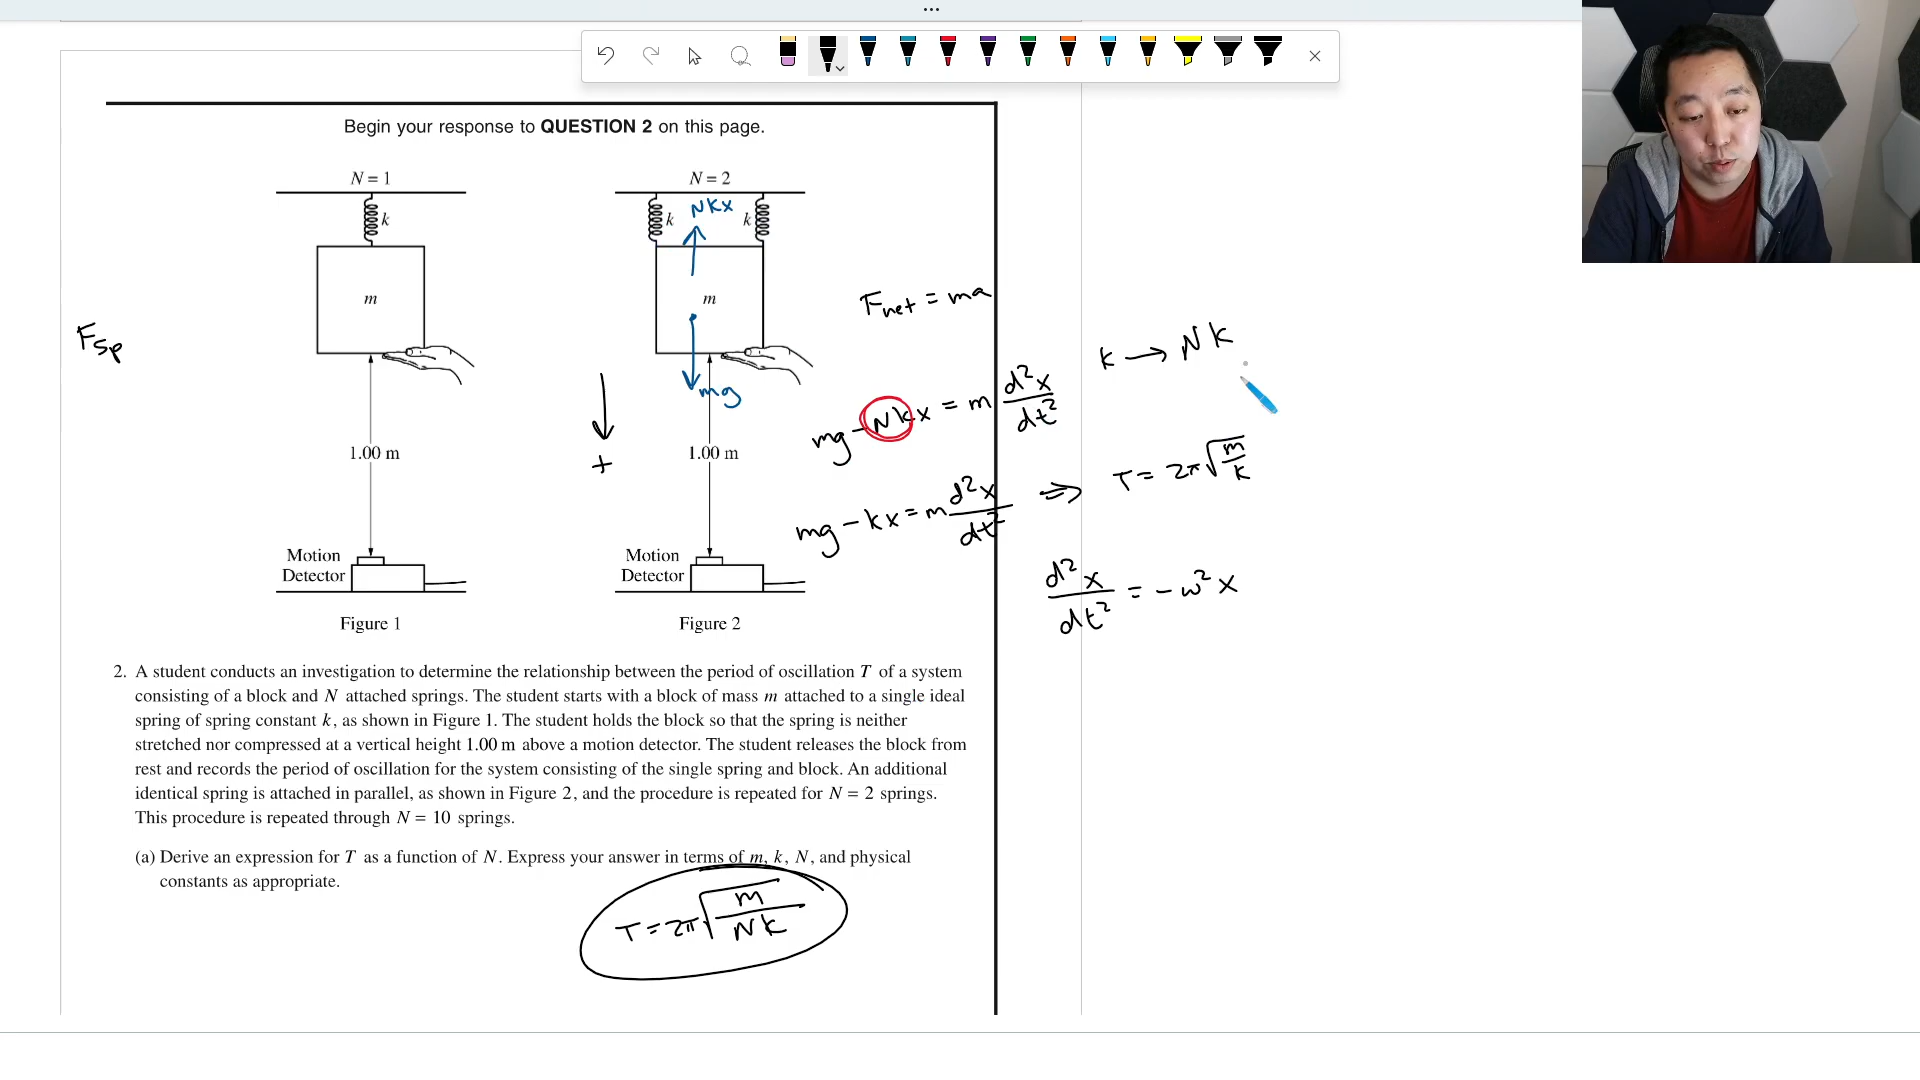 Begin your response to QUESTION 2 on this page.
N = 1
N = 2
k
k
NKx
k
m
m
mg
F_net = ma
F_sp
k → Nk
mg - Nkx = m d²x/dt²
+
1.00 m
1.00 m
T = 2π√(m/k)
mg - kx = m d²x/dt² ⇒
Motion
Detector
Motion
Detector
d²x/dt² = -ω²x
Figure 1
Figure 2
2. A student conducts an investigation to determine the relationship between the period of oscillation T of a system
consisting of a block and N attached springs. The student starts with a block of mass m attached to a single ideal
spring of spring constant k, as shown in Figure 1. The student holds the block so that the spring is neither
stretched nor compressed at a vertical height 1.00 m above a motion detector. The student releases the block from
rest and records the period of oscillation for the system consisting of the single spring and block. An additional
identical spring is attached in parallel, as shown in Figure 2, and the procedure is repeated for N = 2 springs.
This procedure is repeated through N = 10 springs.
(a) Derive an expression for T as a function of N. Express your answer in terms of m, k, N, and physical
constants as appropriate.
T = 2π√(m/Nk)